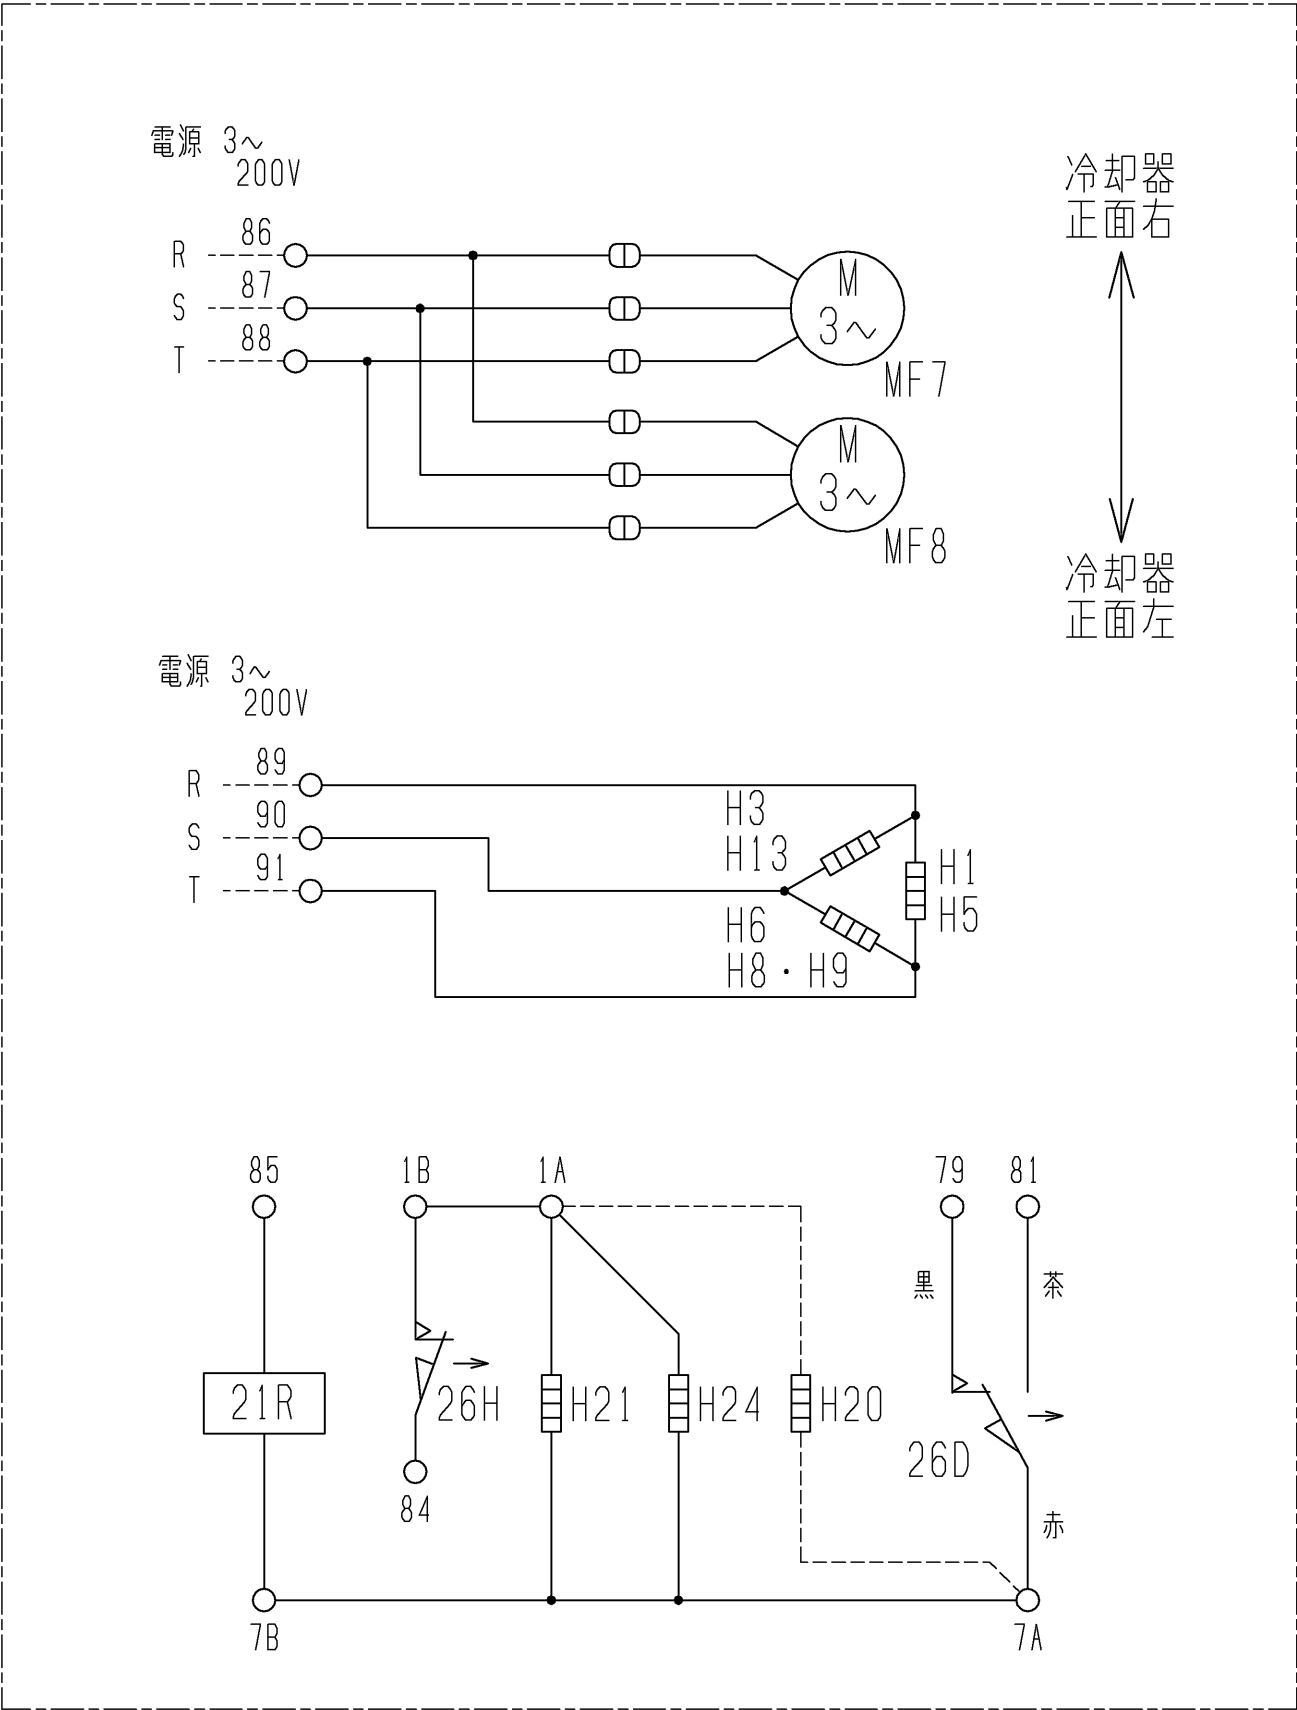 電源 3～
200V
冷却器
正面右
R 86
S 87
T 88
M
3～
MF7
M
3～
MF8
冷却器
正面左
電源 3～
200V
R 89
S 90
T 91
H3
H13
H1
H5
H6
H8・H9
85 1B 1A 79 81
黒 茶
21R 26H H21 H24 H20
26D
84
赤
7B 7A